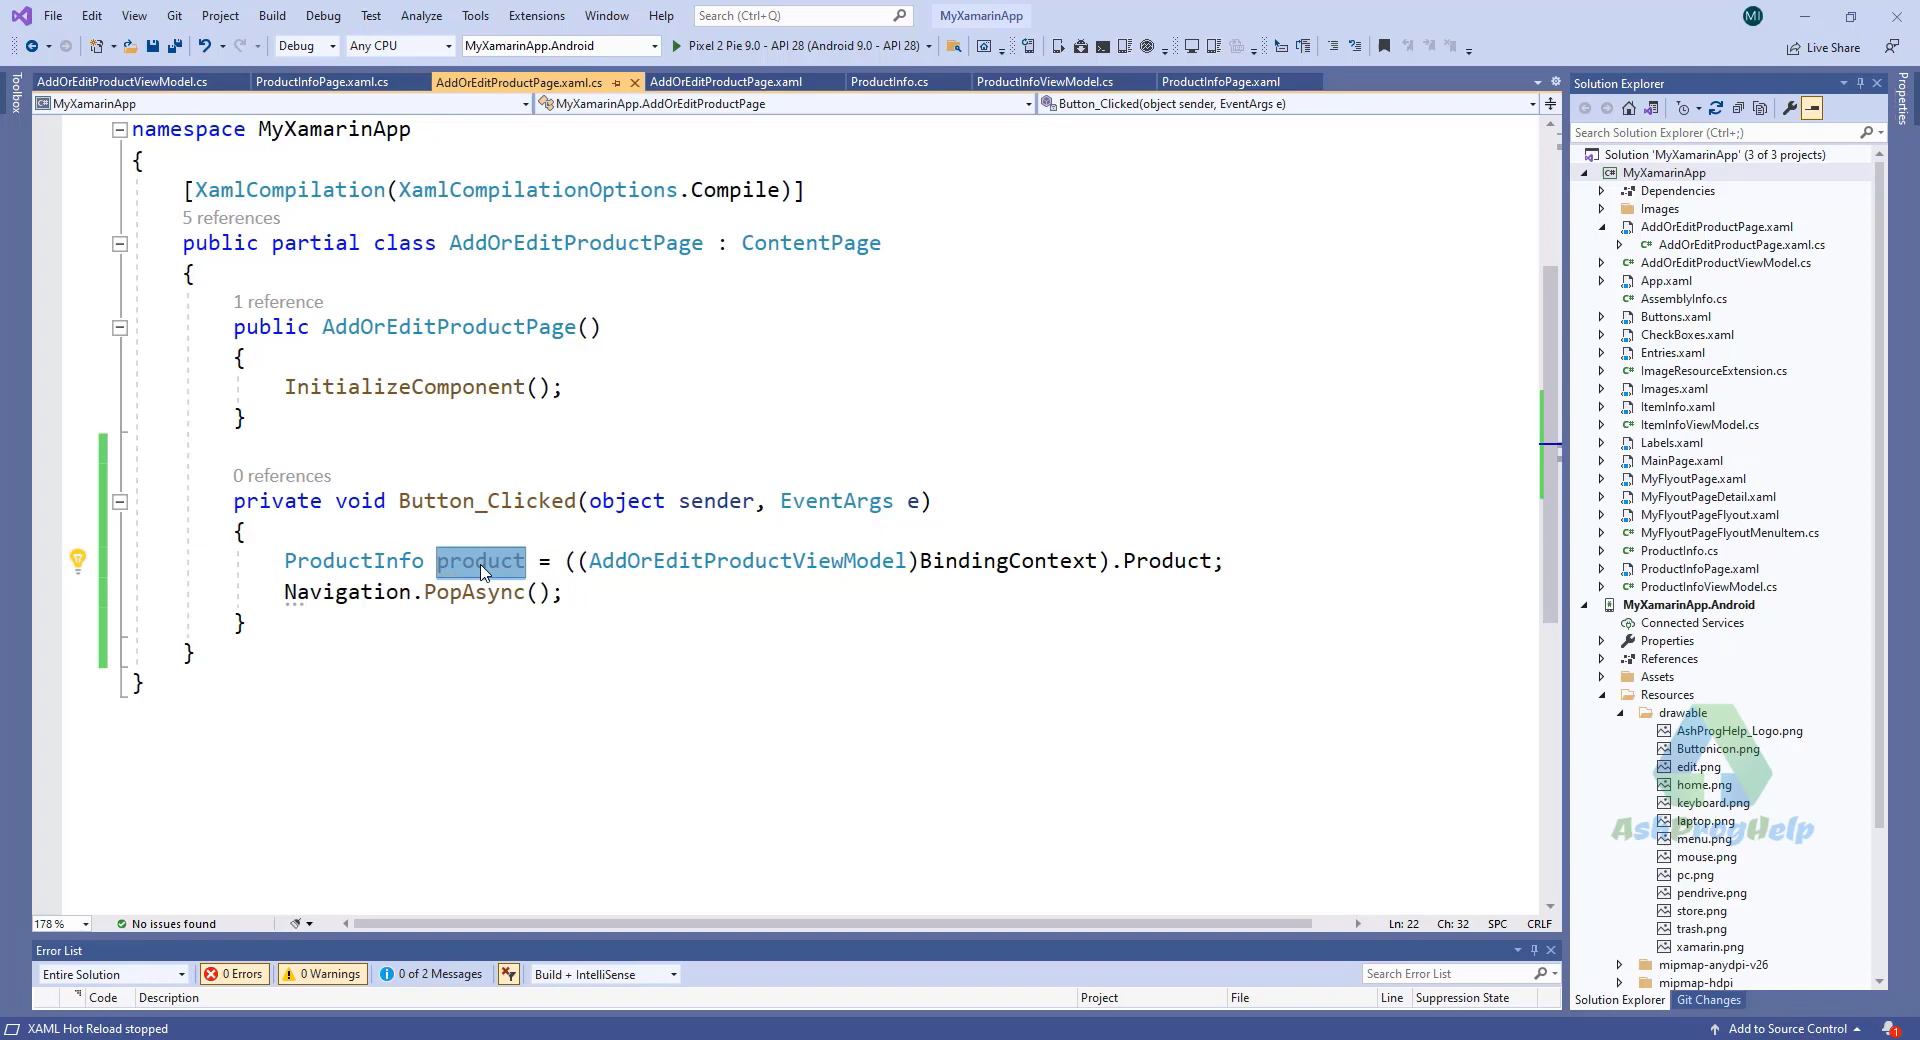 File Edit View Git Project Build Debug Test Analyze Tools Extensions Window Help Search (Ctrl+Q) MyXamarinApp MI
Debug Any CPU MyXamarinApp.Android Pixel 2 Pie 9.0 - API 28 (Android 9.0 - API 28) Live Share
Toolbox
AddOrEditProductViewModel.cs ProductInfoPage.xaml.cs AddOrEditProductPage.xaml.cs AddOrEditProductPage.xaml ProductInfo.cs ProductInfoViewModel.cs ProductInfoPage.xaml
MyXamarinApp MyXamarinApp.AddOrEditProductPage Button_Clicked(object sender, EventArgs e)
namespace MyXamarinApp
{
[XamlCompilation(XamlCompilationOptions.Compile)]
5 references
public partial class AddOrEditProductPage : ContentPage
{
1 reference
public AddOrEditProductPage()
{
InitializeComponent();
}
0 references
private void Button_Clicked(object sender, EventArgs e)
{
ProductInfo product = ((AddOrEditProductViewModel)BindingContext).Product;
Navigation.PopAsync();
}
}
}
178 % No issues found Ln: 22 Ch: 32 SPC CRLF
Error List
Entire Solution 0 Errors 0 Warnings 0 of 2 Messages Build + IntelliSense Search Error List
Code Description Project File Line Suppression State
Solution Explorer
Properties
Search Solution Explorer (Ctrl+;)
Solution 'MyXamarinApp' (3 of 3 projects)
MyXamarinApp
Dependencies
Images
AddOrEditProductPage.xaml
AddOrEditProductPage.xaml.cs
AddOrEditProductViewModel.cs
App.xaml
AssemblyInfo.cs
Buttons.xaml
CheckBoxes.xaml
Entries.xaml
ImageResourceExtension.cs
Images.xaml
ItemInfo.xaml
ItemInfoViewModel.cs
Labels.xaml
MainPage.xaml
MyFlyoutPage.xaml
MyFlyoutPageDetail.xaml
MyFlyoutPageFlyout.xaml
MyFlyoutPageFlyoutMenuItem.cs
ProductInfo.cs
ProductInfoPage.xaml
ProductInfoViewModel.cs
MyXamarinApp.Android
Connected Services
Properties
References
Assets
Resources
drawable
AshProgHelp_Logo.png
Buttonicon.png
edit.png
home.png
keyboard.png
laptop.png
AshProgHelp
menu.png
mouse.png
pc.png
pendrive.png
store.png
trash.png
xamarin.png
mipmap-anydpi-v26
mipmap-hdpi
Solution Explorer Git Changes
XAML Hot Reload stopped Add to Source Control 1